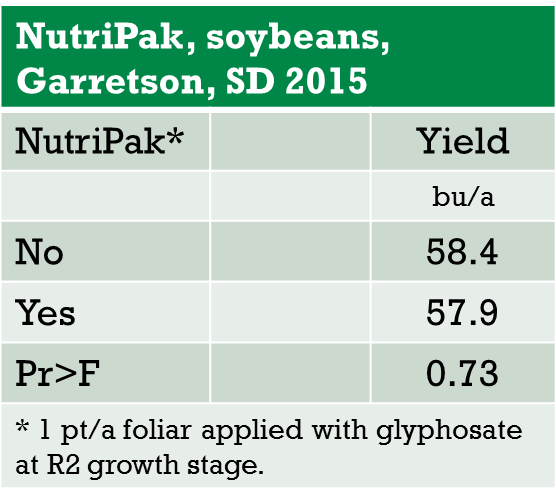 NutriPak, soybeans,
Garretson, SD 2015
NutriPak* Yield
bu/a
No 58.4
Yes 57.9
Pr>F 0.73
* 1 pt/a foliar applied with glyphosate
at R2 growth stage.